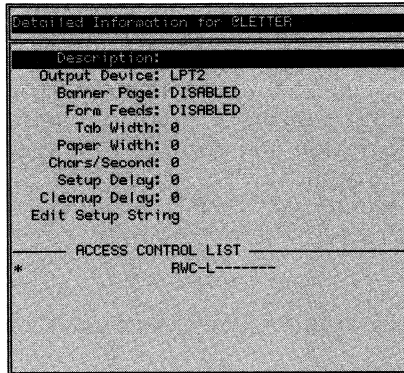 Detailed Information for @LETTER
Description:
Output Device: LPT2
Banner Page: DISABLED
Form Feeds: DISABLED
Tab Width: 0
Paper Width: 0
Chars/Second: 0
Setup Delay: 0
Cleanup Delay: 0
Edit Setup String
ACCESS CONTROL LIST
* RWC-L-------